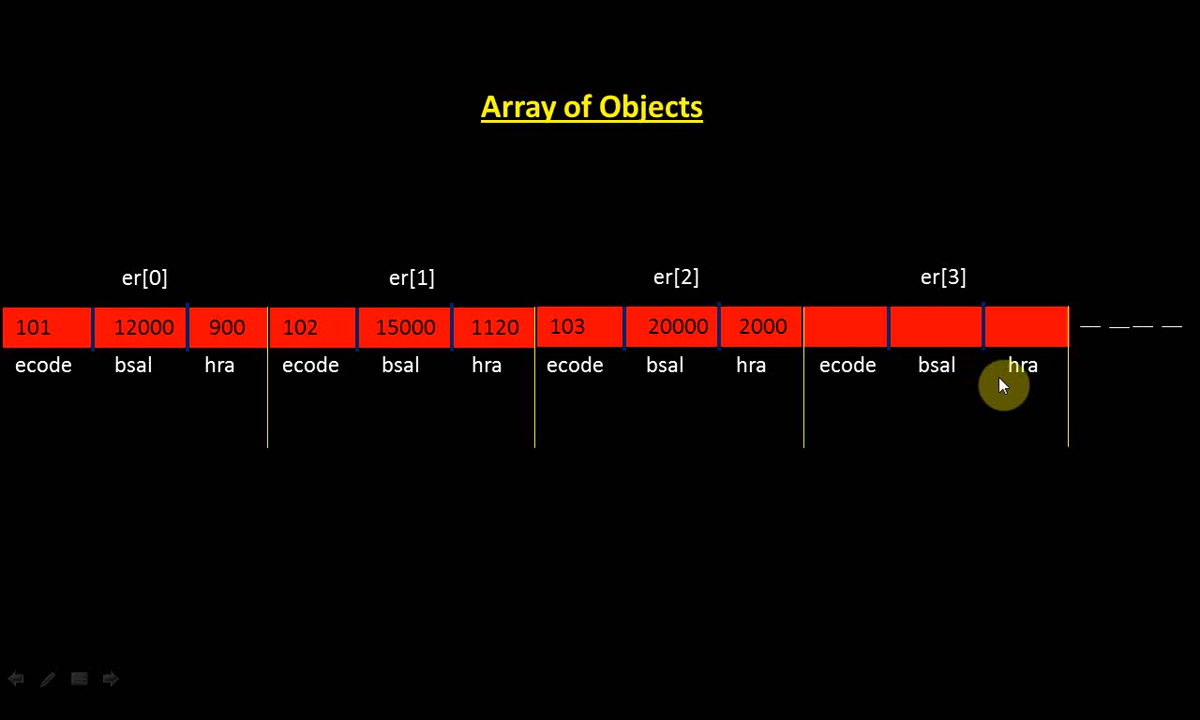 Array of Objects
er[0] er[1] er[2] er[3]
101 12000 900 102 15000 1120 103 20000 2000
ecode bsal hra ecode bsal hra ecode bsal hra ecode bsal hra